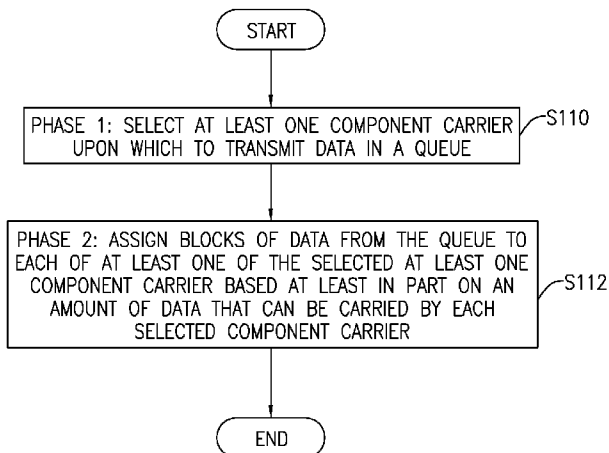 START
PHASE 1: SELECT AT LEAST ONE COMPONENT CARRIER
UPON WHICH TO TRANSMIT DATA IN A QUEUE
S110
PHASE 2: ASSIGN BLOCKS OF DATA FROM THE QUEUE TO
EACH OF AT LEAST ONE OF THE SELECTED AT LEAST ONE
COMPONENT CARRIER BASED AT LEAST IN PART ON AN
AMOUNT OF DATA THAT CAN BE CARRIED BY EACH
SELECTED COMPONENT CARRIER
S112
END